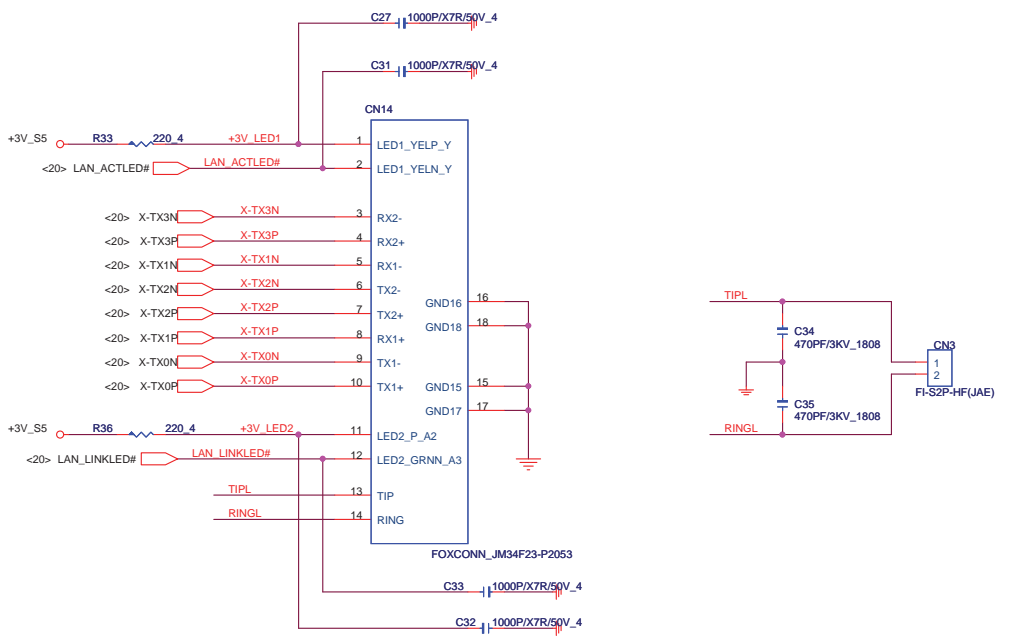 C27 1000P/X7R/50V_4
C31 1000P/X7R/50V_4
CN14
+3V_S5 R33 220_4 +3V_LED1 1 LED1_YELP_Y
<20> LAN_ACTLED# LAN_ACTLED# 2 LED1_YELN_Y
<20> X-TX3N X-TX3N 3 RX2-
<20> X-TX3P X-TX3P 4 RX2+
<20> X-TX1N X-TX1N 5 RX1-
<20> X-TX2N X-TX2N 6 TX2-
<20> X-TX2P X-TX2P 7 TX2+
<20> X-TX1P X-TX1P 8 RX1+
<20> X-TX0N X-TX0N 9 TX1-
<20> X-TX0P X-TX0P 10 TX1+
+3V_S5 R36 220_4 +3V_LED2 11 LED2_P_A2
<20> LAN_LINKLED# LAN_LINKLED# 12 LED2_GRNN_A3
TIPL 13 TIP
RINGL 14 RING
GND16 16
GND18 18
GND15 15
GND17 17
FOXCONN_JM34F23-P2053
C33 1000P/X7R/50V_4
C32 1000P/X7R/50V_4
TIPL
C34
470PF/3KV_1808
CN3
1
2
FI-S2P-HF(JAE)
C35
470PF/3KV_1808
RINGL